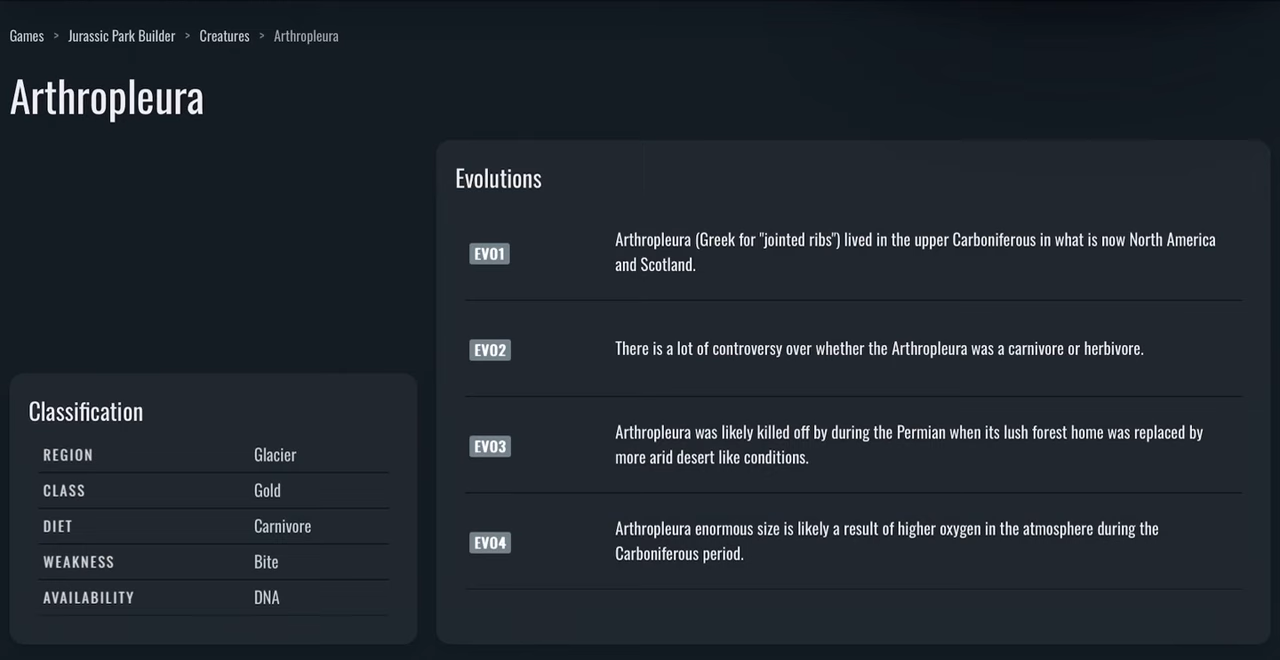 Games > Jurassic Park Builder > Creatures > Arthropleura
Arthropleura
Evolutions
EVO1
Arthropleura (Greek for "jointed ribs") lived in the upper Carboniferous in what is now North America
and Scotland.
EVO2
There is a lot of controversy over whether the Arthropleura was a carnivore or herbivore.
EVO3
Arthropleura was likely killed off by during the Permian when its lush forest home was replaced by
more arid desert like conditions.
EVO4
Arthropleura enormous size is likely a result of higher oxygen in the atmosphere during the
Carboniferous period.
Classification
REGION Glacier
CLASS Gold
DIET Carnivore
WEAKNESS Bite
AVAILABILITY DNA